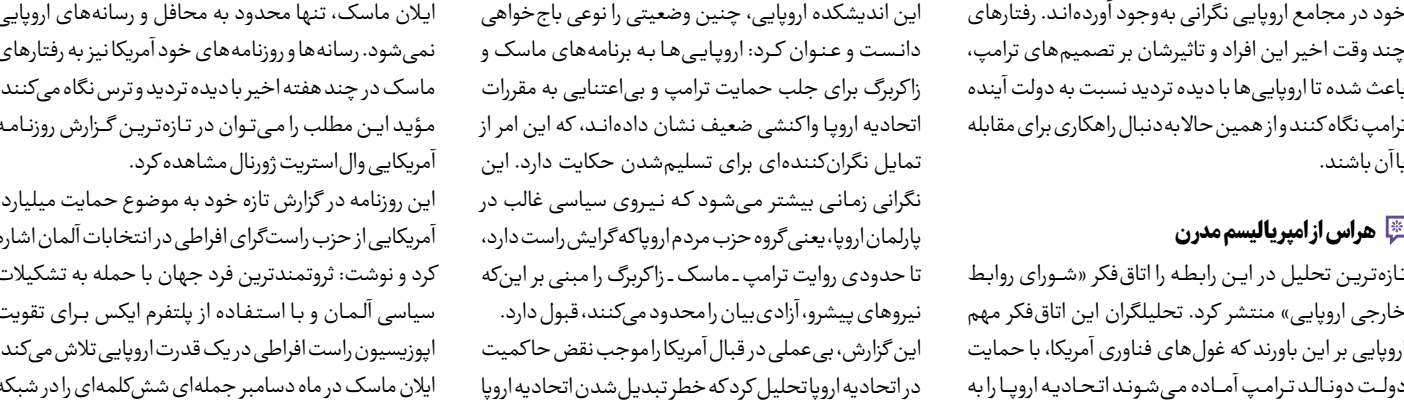 خود در مجامع اروپایی نگرانی به‌وجود آورده‌اند. رفتارهای
چند وقت اخیر این افراد و تاثیرشان بر تصمیم‌های ترامپ،
باعث شده تا اروپایی‌ها با دیده تردید نسبت به دولت آینده
ترامپ نگاه کنند و از همین حالا به‌دنبال راهکاری برای مقابله
با آن باشند.
هراس از امپریالیسم مدرن
تازه‌ترین تحلیل در این رابطه را اتاق‌فکر «شورای روابط
خارجی اروپایی» منتشر کرد. تحلیلگران این اتاق‌فکر مهم
اروپایی بر این باورند که غول‌های فناوری آمریکا، با حمایت
دولت دونالد ترامپ آماده می‌شوند اتحادیه اروپا را به
این اندیشکده اروپایی، چنین وضعیتی را نوعی باج‌خواهی
دانست و عنوان کرد: اروپایی‌ها به برنامه‌های ماسک و
زاکربرگ برای جلب حمایت ترامپ و بی‌اعتنایی به مقررات
اتحادیه اروپا واکنشی ضعیف نشان داده‌اند، که این امر از
تمایل نگران‌کننده‌ای برای تسلیم‌شدن حکایت دارد. این
نگرانی زمانی بیشتر می‌شود که نیروی سیاسی غالب در
پارلمان اروپا، یعنی گروه حزب مردم اروپا که گرایش راست دارد،
تا حدودی روایت ترامپ ـ ماسک ـ زاکربرگ را مبنی بر این‌که
نیروهای پیشرو، آزادی‌بیان را محدود می‌کنند، قبول دارد.
این گزارش، بی‌عملی در قبال آمریکا را موجب نقض حاکمیت
در اتحادیه اروپا تحلیل کرد که خطر تبدیل‌شدن اتحادیه اروپا
ایلان ماسک، تنها محدود به محافل و رسانه‌های اروپایی
نمی‌شود. رسانه‌ها و روزنامه‌های خود آمریکا نیز به رفتارهای
ماسک در چند هفته اخیر با دیده تردید و ترس نگاه می‌کنند
مؤید این مطلب را می‌توان در تازه‌ترین گزارش روزنامه
آمریکایی وال‌استریت ژورنال مشاهده کرد.
این روزنامه در گزارش تازه خود به موضوع حمایت میلیارد
آمریکایی از حزب راست‌گرای افراطی در انتخابات آلمان اشاره
کرد و نوشت: ثروتمندترین فرد جهان با حمله به تشکیلات
سیاسی آلمان و با استفاده از پلتفرم ایکس برای تقویت
اپوزیسیون راست افراطی در یک قدرت اروپایی تلاش می‌کند
ایلان ماسک در ماه دسامبر جمله‌ای شش‌کلمه‌ای را در شبکه